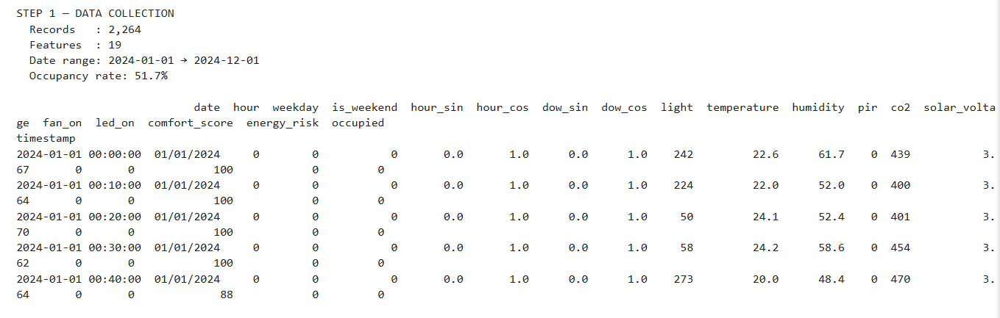 STEP 1 — DATA COLLECTION
Records : 2,264
Features : 19
Date range: 2024-01-01 → 2024-12-01
Occupancy rate: 51.7%
date hour weekday is_weekend hour_sin hour_cos dow_sin dow_cos light temperature humidity pir co2 solar_volta
ge fan_on led_on comfort_score energy_risk occupied
timestamp
2024-01-01 00:00:00 01/01/2024 0 0 0 0.0 1.0 0.0 1.0 242 22.6 61.7 0 439 3.
67 0 0 100 0 0
2024-01-01 00:10:00 01/01/2024 0 0 0 0.0 1.0 0.0 1.0 224 22.0 52.0 0 400 3.
64 0 0 100 0 0
2024-01-01 00:20:00 01/01/2024 0 0 0 0.0 1.0 0.0 1.0 50 24.1 52.4 0 401 3.
70 0 0 100 0 0
2024-01-01 00:30:00 01/01/2024 0 0 0 0.0 1.0 0.0 1.0 58 24.2 58.6 0 454 3.
62 0 0 100 0 0
2024-01-01 00:40:00 01/01/2024 0 0 0 0.0 1.0 0.0 1.0 273 20.0 48.4 0 470 3.
64 0 0 88 0 0